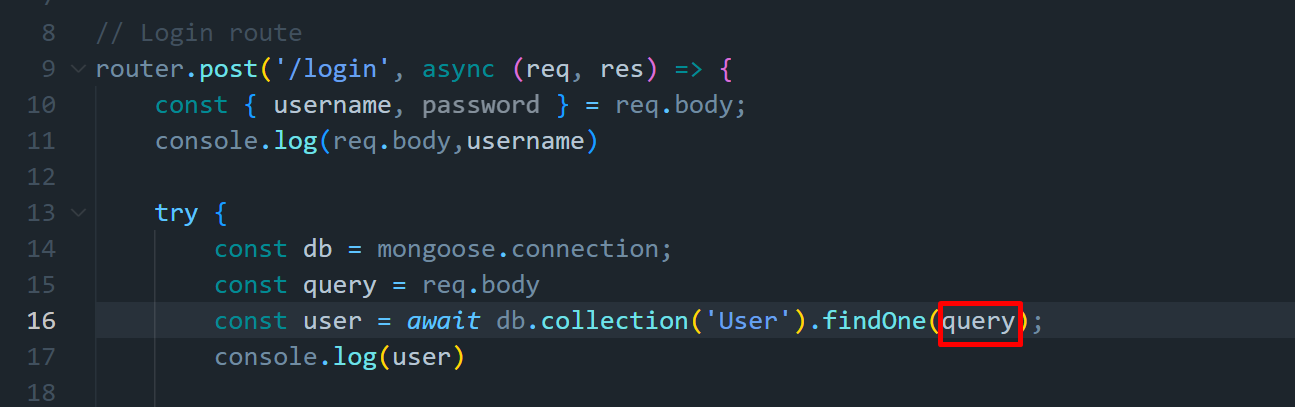 8 // Login route
9 router.post('/login', async (req, res) => {
10 const { username, password } = req.body;
11 console.log(req.body,username)
12
13 try {
14 const db = mongoose.connection;
15 const query = req.body
16 const user = await db.collection('User').findOne(query);
17 console.log(user)
18